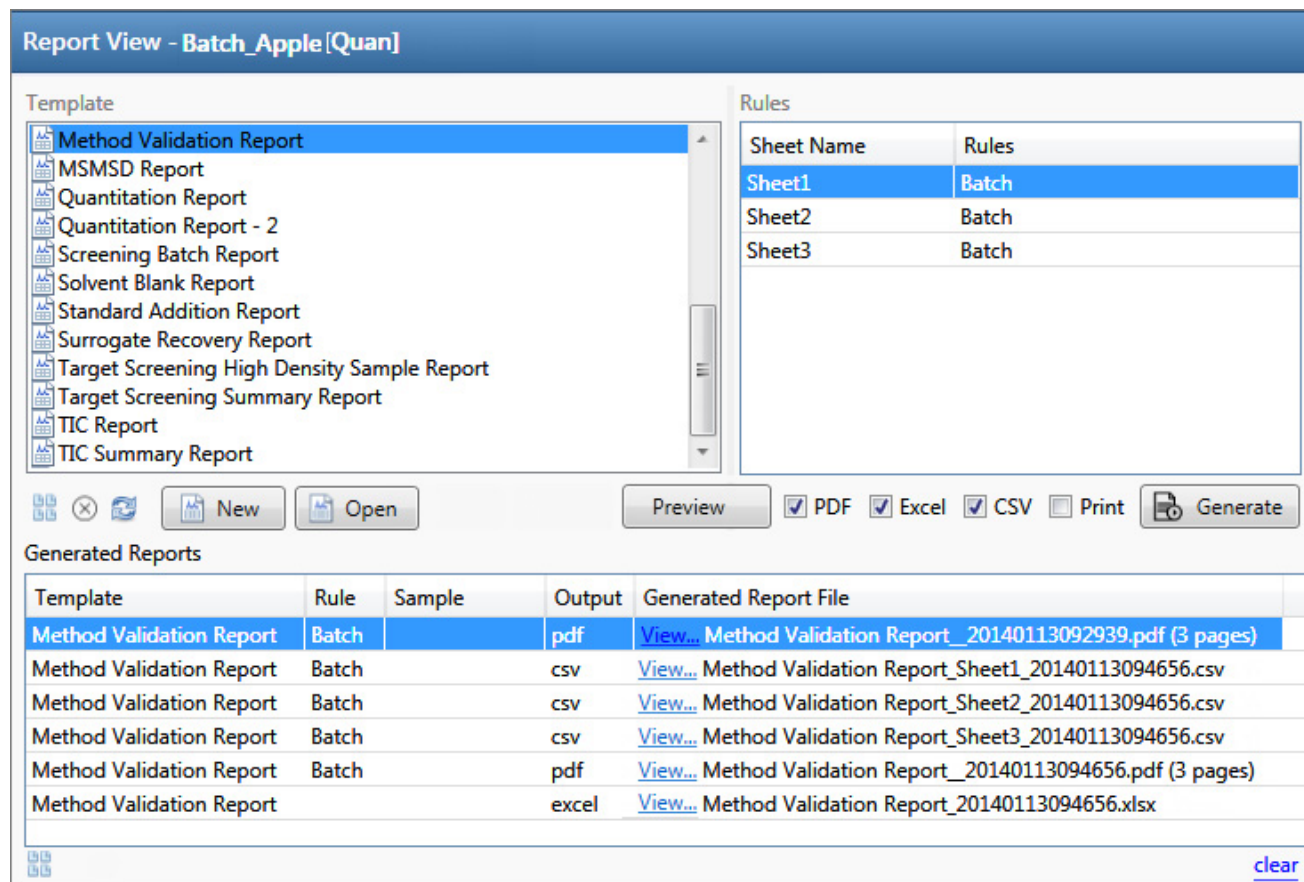 Report View - Batch_Apple[Quan]
Template
Method Validation Report
MSMSD Report
Quantitation Report
Quantitation Report - 2
Screening Batch Report
Solvent Blank Report
Standard Addition Report
Surrogate Recovery Report
Target Screening High Density Sample Report
Target Screening Summary Report
TIC Report
TIC Summary Report
Rules
Sheet Name Rules
Sheet1 Batch
Sheet2 Batch
Sheet3 Batch
New Open Preview PDF Excel CSV Print Generate
Generated Reports
Template Rule Sample Output Generated Report File
Method Validation Report Batch pdf View... Method Validation Report__20140113092939.pdf (3 pages)
Method Validation Report Batch csv View... Method Validation Report_Sheet1_20140113094656.csv
Method Validation Report Batch csv View... Method Validation Report_Sheet2_20140113094656.csv
Method Validation Report Batch csv View... Method Validation Report_Sheet3_20140113094656.csv
Method Validation Report Batch pdf View... Method Validation Report__20140113094656.pdf (3 pages)
Method Validation Report excel View... Method Validation Report_20140113094656.xlsx
clear